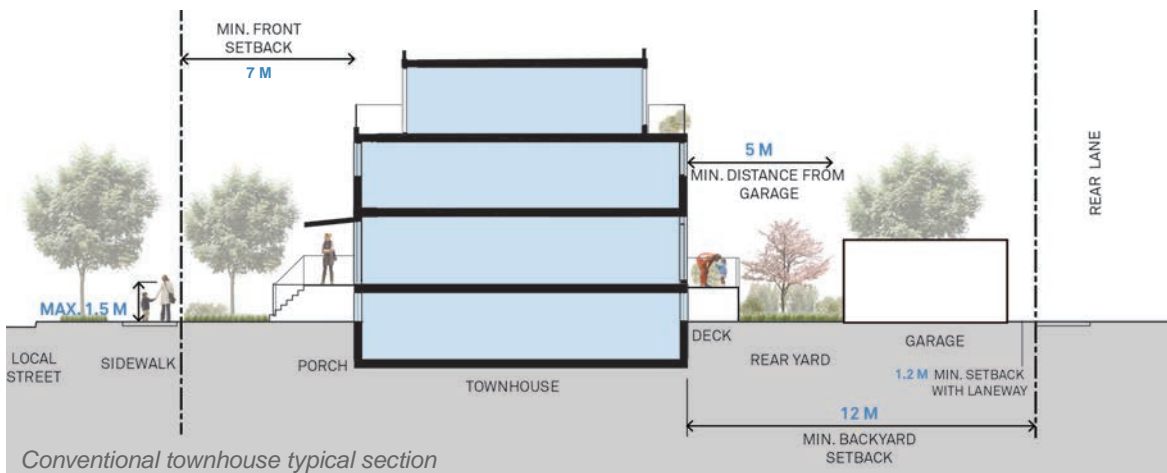 MIN. FRONT
SETBACK
7 M
5 M
MIN. DISTANCE FROM
GARAGE
REAR LANE
MAX. 1.5 M
LOCAL
STREET
SIDEWALK
PORCH
TOWNHOUSE
DECK
REAR YARD
GARAGE
1.2 M MIN. SETBACK
WITH LANEWAY
12 M
MIN. BACKYARD
SETBACK
Conventional townhouse typical section